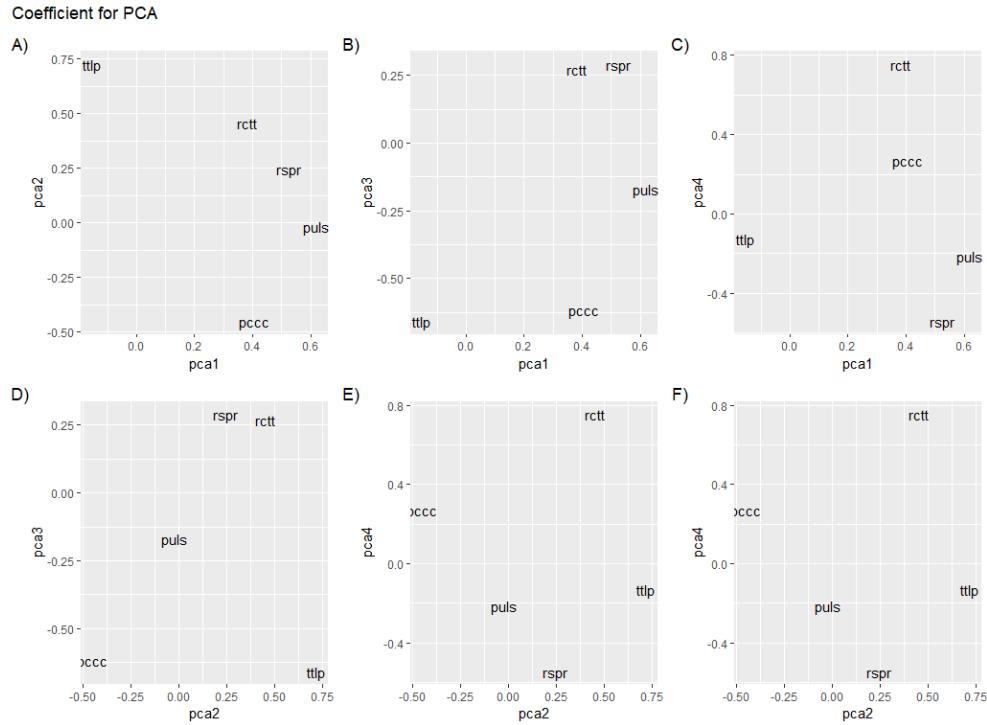 Coefficient for PCA
A)
0.75
0.50
0.25
0.00
-0.25
-0.50
pca2
ttlp
rctt
rspr
puls
pccc
0.0 0.2 0.4 0.6
pca1
B)
0.25
0.00
-0.25
-0.50
pca3
rctt
rspr
puls
pccc
ttlp
0.0 0.2 0.4 0.6
pca1
C)
0.8
0.4
0.0
-0.4
pca4
rctt
pccc
ttlp
puls
rspr
0.0 0.2 0.4 0.6
pca1
D)
0.25
0.00
-0.25
-0.50
pca3
rspr
rctt
puls
pccc
ttlp
-0.50 -0.25 0.00 0.25 0.50 0.75
pca2
E)
0.8
0.4
0.0
-0.4
pca4
rctt
pccc
ttlp
puls
rspr
-0.50 -0.25 0.00 0.25 0.50 0.75
pca2
F)
0.8
0.4
0.0
-0.4
pca4
rctt
pccc
ttlp
puls
rspr
-0.50 -0.25 0.00 0.25 0.50 0.75
pca2